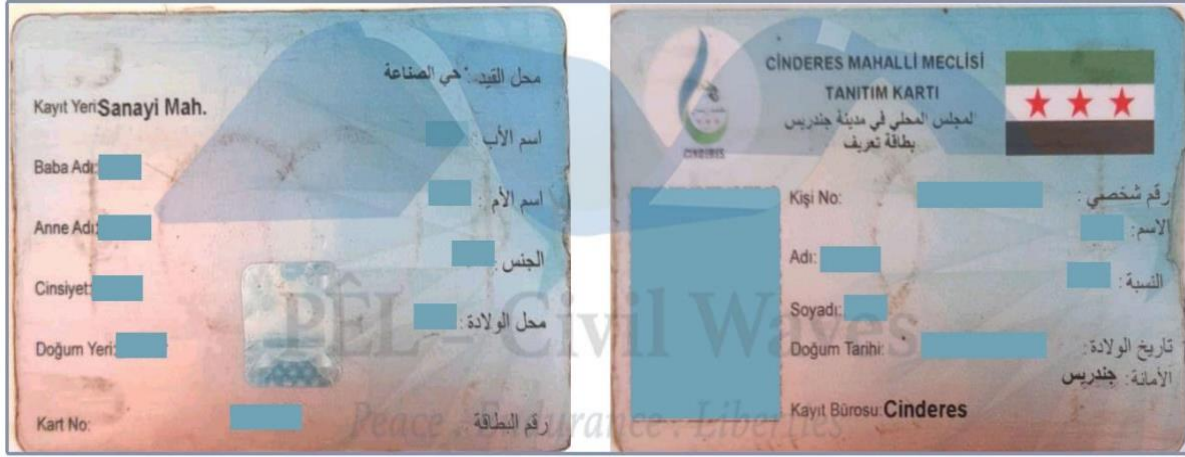 محل القيد: حي الصناعة
Kayıt Yeri: Sanayi Mah.
اسم الأب:
Baba Adı:
اسم الأم:
Anne Adı:
الجنس:
Cinsiyet:
محل الولادة:
Doğum Yeri:
Kart No:
رقم البطاقة
CİNDERES MAHALLİ MECLİSİ
TANITIM KARTI
المجلس المحلي في مدينة جنديرس
بطاقة تعريف
CINDERES
Kişi No:
رقم شخصي:
الاسم:
Adı:
النسبة:
Soyadı:
Doğum Tarihi:
تاريخ الولادة:
الأمانة: جنديرس
Kayıt Bürosu: Cinderes
PÊL - Civil Waves
Peace . Endurance . Liberties